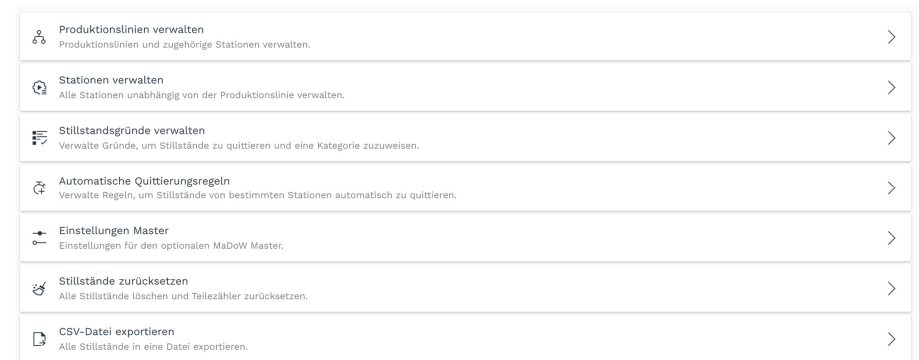 Produktionslinien verwalten
Produktionslinien und zugehörige Stationen verwalten.
Stationen verwalten
Alle Stationen unabhängig von der Produktionslinie verwalten.
Stillstandsgründe verwalten
Verwalte Gründe, um Stillstände zu quittieren und eine Kategorie zuzuweisen.
Automatische Quittierungsregeln
Verwalte Regeln, um Stillstände von bestimmten Stationen automatisch zu quittieren.
Einstellungen Master
Einstellungen für den optionalen MaDoW Master.
Stillstände zurücksetzen
Alle Stillstände löschen und Teilezähler zurücksetzen.
CSV-Datei exportieren
Alle Stillstände in eine Datei exportieren.